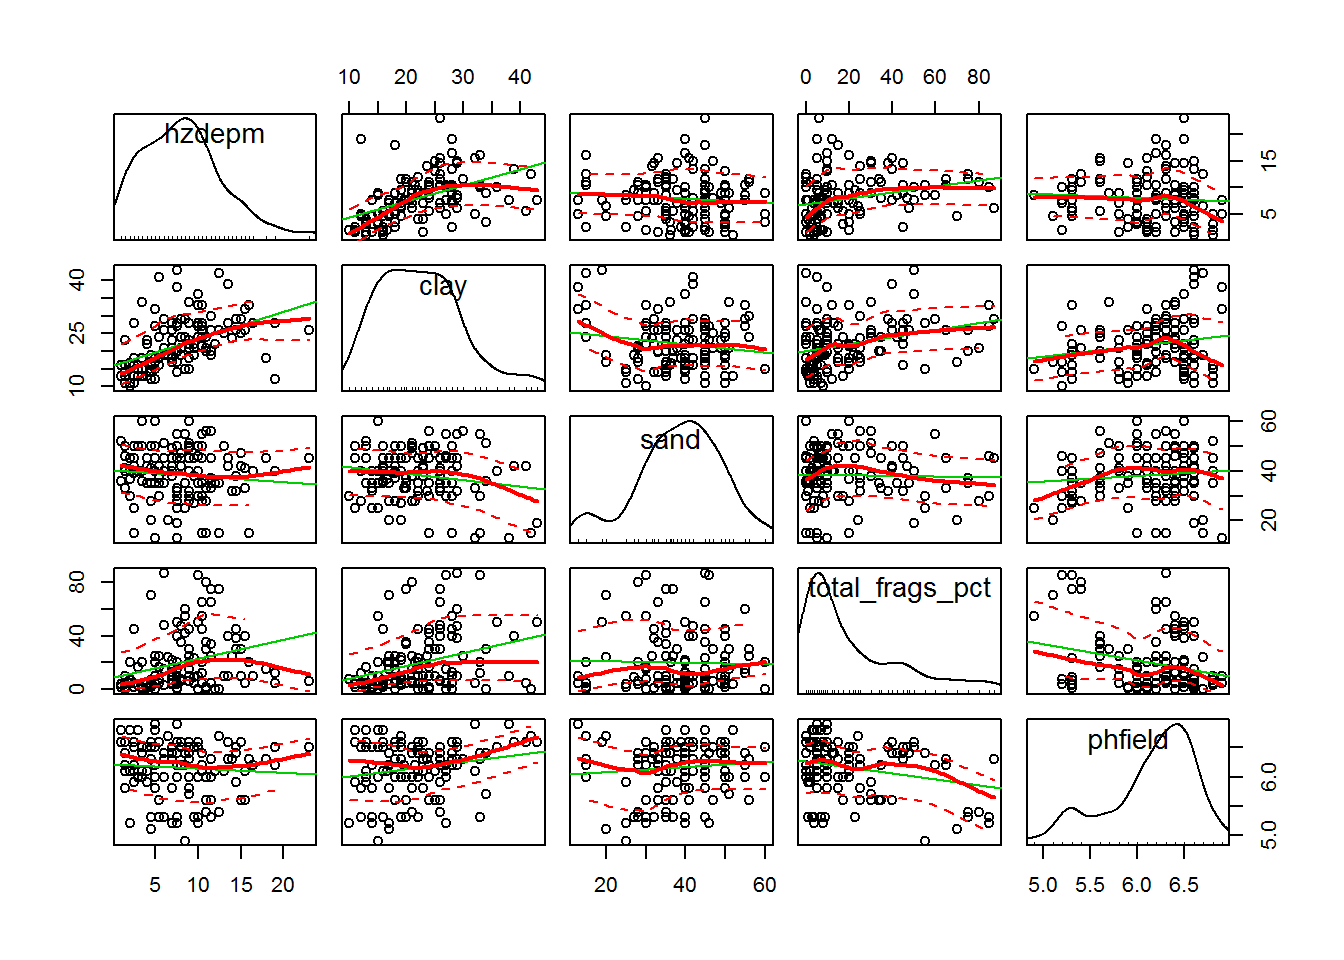 10 20 30 40
0 20 40 60 80
hzdepm
5 15
clay
10 25 40
sand
20 40 60
total_frags_pct
0 40 80
phfield
5.0 6.0
5 10 15 20
20 40 60
5.0 5.5 6.0 6.5